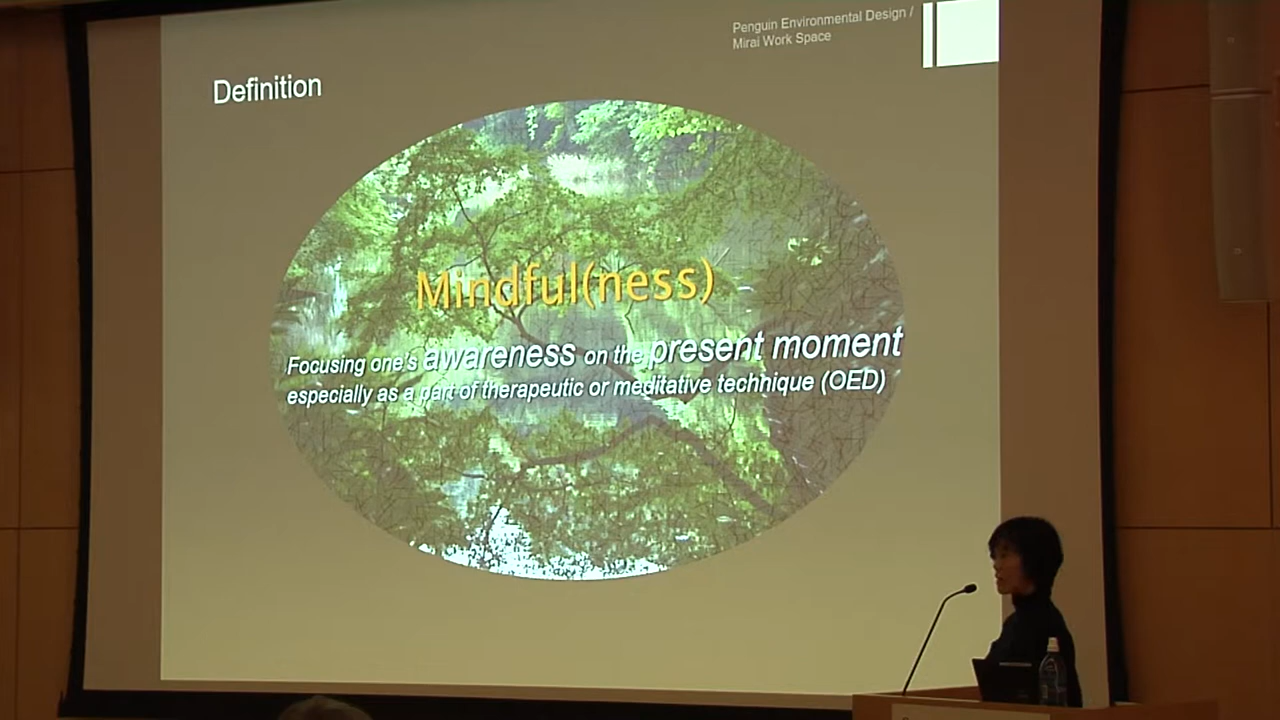 Penguin Environmental Design /
Mirai Work Space
Definition
Mindful(ness)
Focusing one's awareness on the present moment
especially as a part of therapeutic or meditative technique (OED)